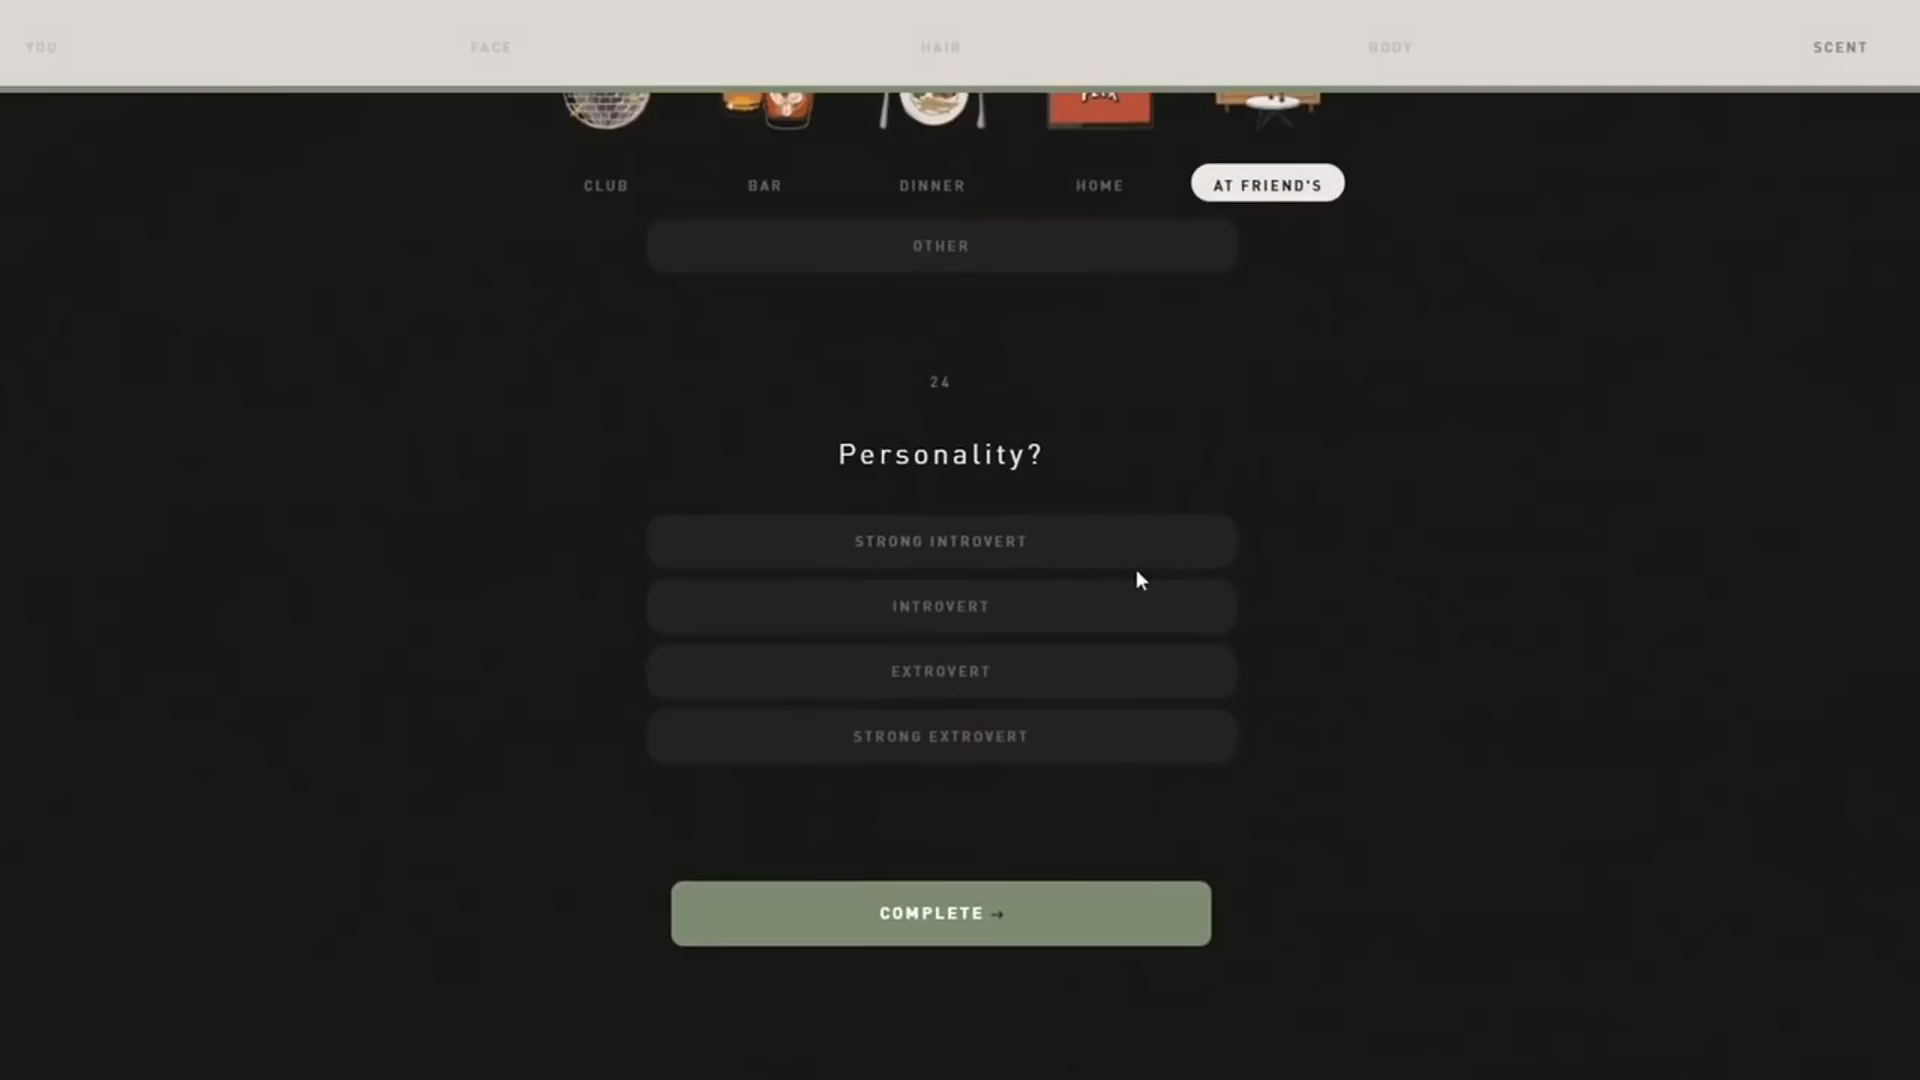 YOU FACE HAIR BODY SCENT
CLUB BAR DINNER HOME AT FRIEND'S
OTHER
24
Personality?
STRONG INTROVERT
INTROVERT
EXTROVERT
STRONG EXTROVERT
COMPLETE →